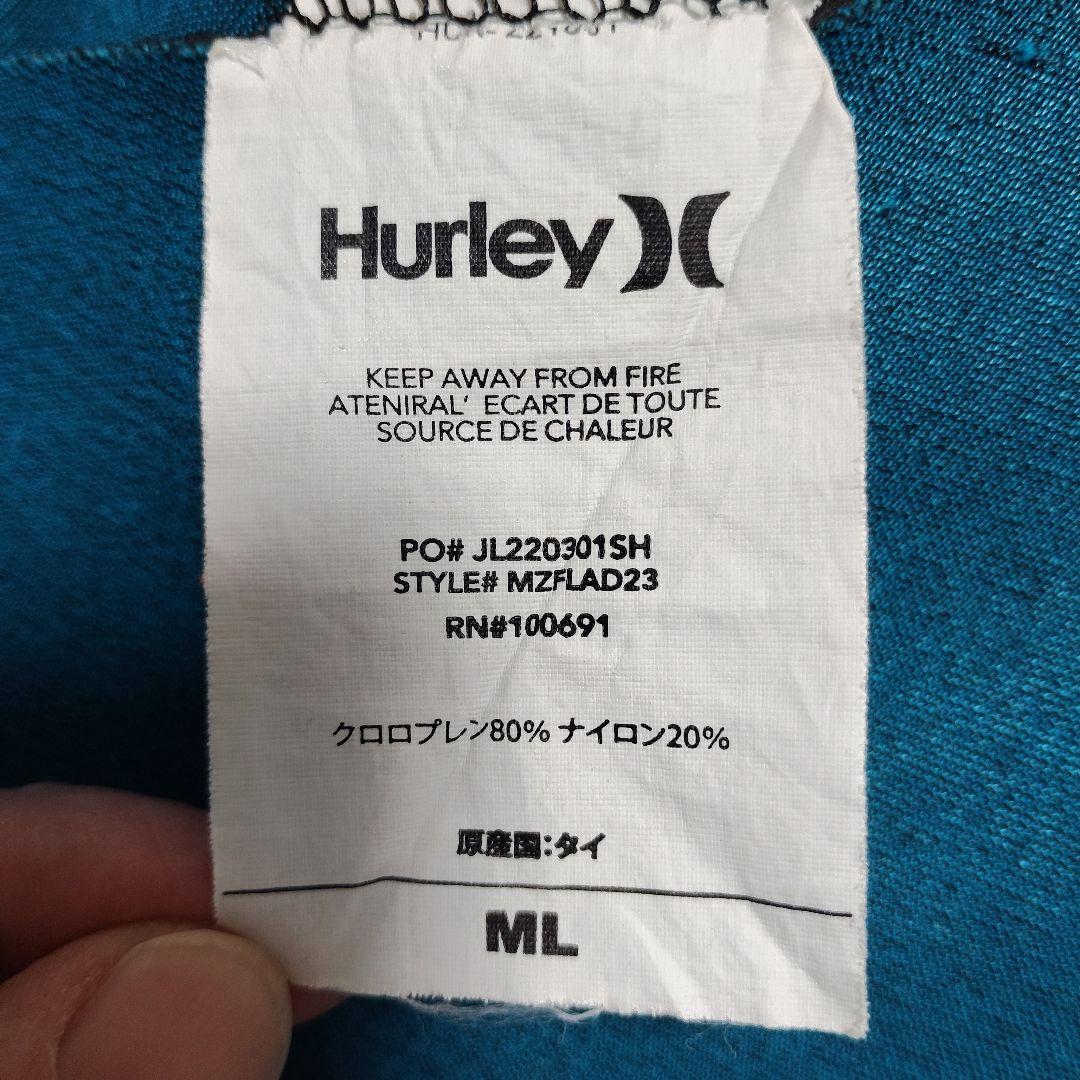 Hurley
KEEP AWAY FROM FIRE
ATENIRAL' ECART DE TOUTE
SOURCE DE CHALEUR
PO# JL220301SH
STYLE# MZFLAD23
RN#100691
クロロプレン80% ナイロン20%
原産国:タイ
ML